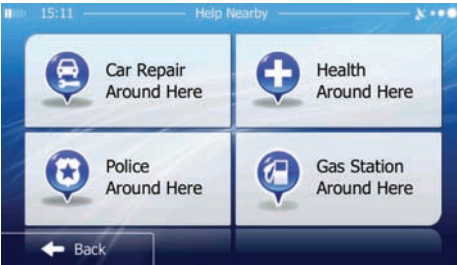 15:11
Help Nearby
Car Repair
Around Here
Health
Around Here
Police
Around Here
Gas Station
Around Here
Back